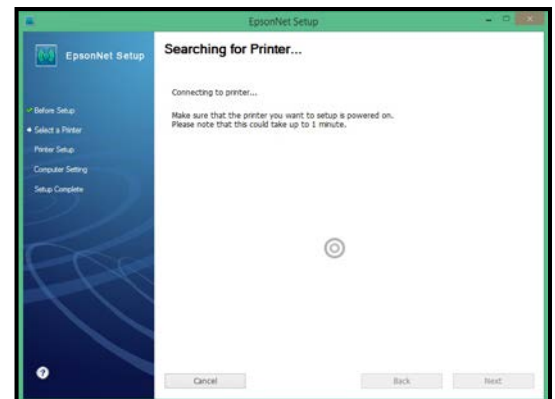 EpsonNet Setup
EpsonNet Setup
Searching for Printer...
Connecting to printer...
Make sure that the printer you want to setup is powered on.
Please note that this could take up to 1 minute.
Before Setup
Select a Printer
Printer Setup
Computer Setting
Setup Complete
?
Cancel
Back
Next